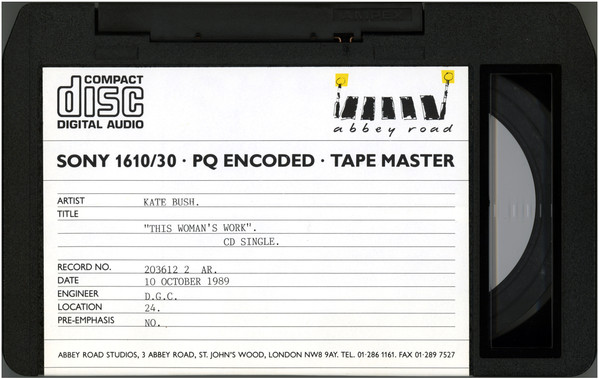 COMPACT
disc
DIGITAL AUDIO
abbey road
SONY 1610/30 · PQ ENCODED · TAPE MASTER
ARTIST KATE BUSH.
TITLE
"THIS WOMAN'S WORK".
CD SINGLE.
RECORD NO. 203612 2 AR.
DATE 10 OCTOBER 1989
ENGINEER D.G.C.
LOCATION 24.
PRE-EMPHASIS NO.
ABBEY ROAD STUDIOS, 3 ABBEY ROAD, ST. JOHN'S WOOD, LONDON NW8 9AY. TEL. 01·286 1161. FAX 01·289 7527